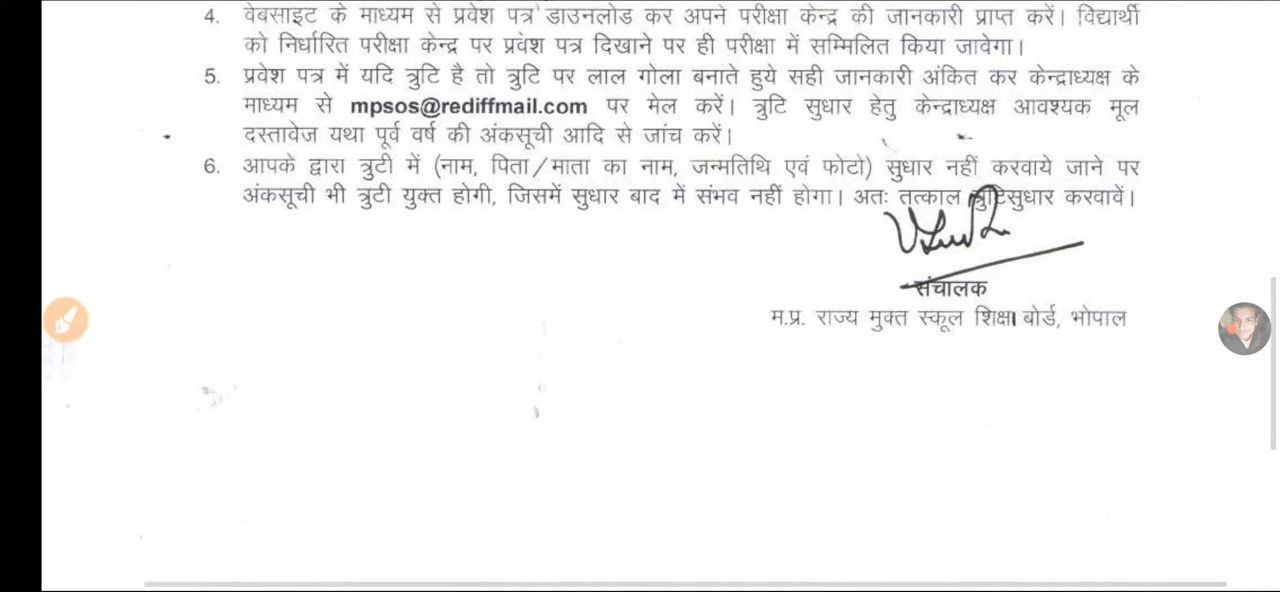 4. वेबसाइट के माध्यम से प्रवेश पत्र डाउनलोड कर अपने परीक्षा केन्द्र की जानकारी प्राप्त करें। विद्यार्थी
को निर्धारित परीक्षा केन्द्र पर प्रवेश पत्र दिखाने पर ही परीक्षा में सम्मिलित किया जावेगा।
5. प्रवेश पत्र में यदि त्रुटि है तो त्रुटि पर लाल गोला बनाते हुये सही जानकारी अंकित कर केन्द्राध्यक्ष के
माध्यम से mpsos@rediffmail.com पर मेल करें। त्रुटि सुधार हेतु केन्द्राध्यक्ष आवश्यक मूल
दस्तावेज यथा पूर्व वर्ष की अंकसूची आदि से जांच करें।
6. आपके द्वारा त्रुटी में (नाम, पिता/माता का नाम, जन्मतिथि एवं फोटो) सुधार नहीं करवाये जाने पर
अंकसूची भी त्रुटी युक्त होगी, जिसमें सुधार बाद में संभव नहीं होगा। अतः तत्काल त्रुटि सुधार करवावें।
संचालक
म.प्र. राज्य मुक्त स्कूल शिक्षा बोर्ड, भोपाल